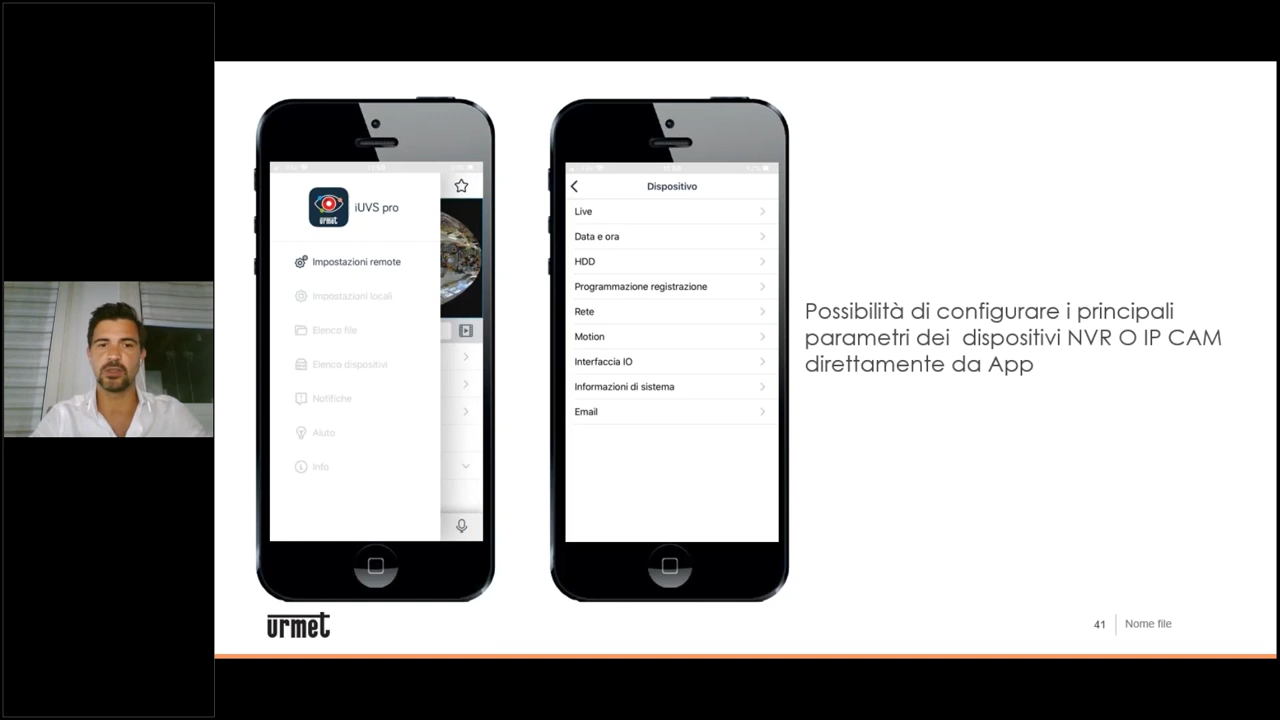 urmet
iUVS pro
Impostazioni remote
Impostazioni locali
Elenco file
Elenco dispositivi
Notifiche
Aiuto
Info
Dispositivo
Live
Data e ora
HDD
Programmazione registrazione
Rete
Motion
Interfaccia IO
Informazioni di sistema
Email
Possibilità di configurare i principali
parametri dei  dispositivi NVR O IP CAM
direttamente da App
urmet
41
Nome file